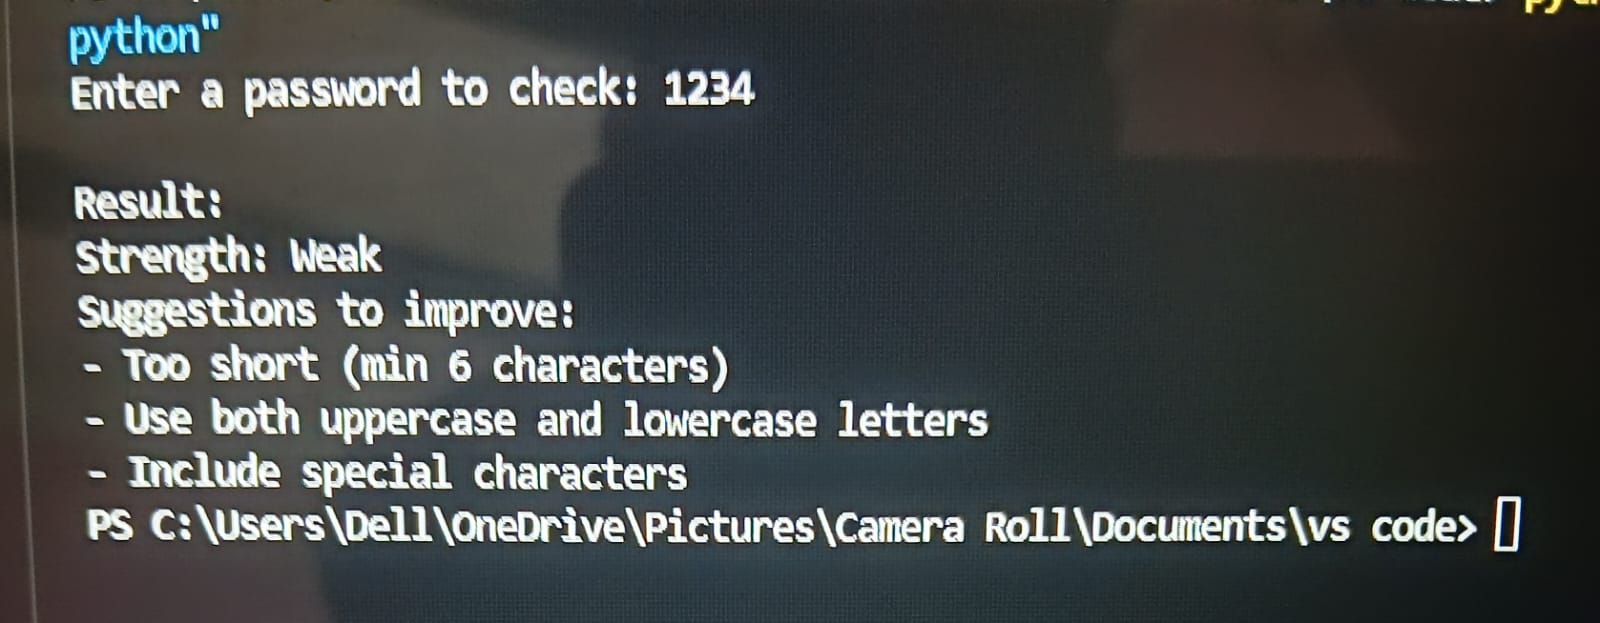 python"
Enter a password to check: 1234
Result:
Strength: Weak
Suggestions to improve:
- Too short (min 6 characters)
- Use both uppercase and lowercase letters
- Include special characters
PS C:\Users\Dell\OneDrive\Pictures\Camera Roll\Documents\vs code>